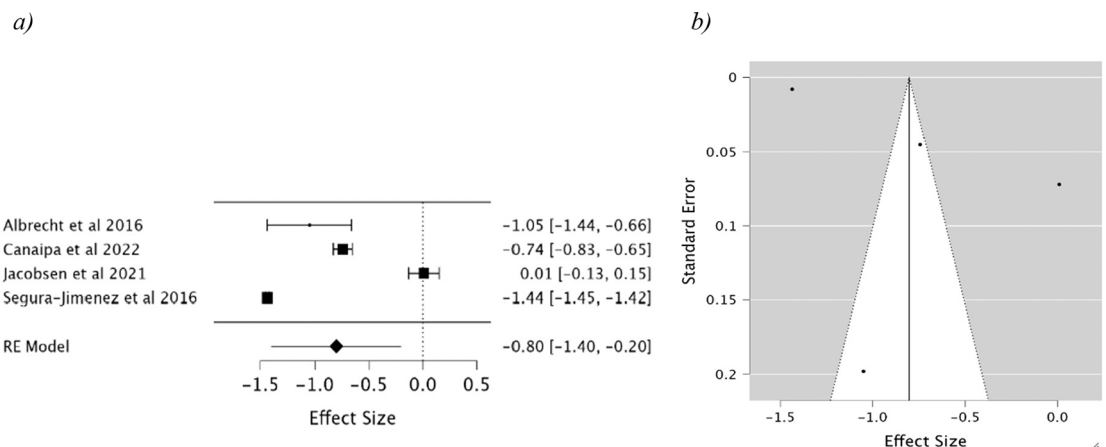 a)
Albrecht et al 2016 −1.05 [−1.44, −0.66]
Canaipa et al 2022 −0.74 [−0.83, −0.65]
Jacobsen et al 2021 0.01 [−0.13, 0.15]
Segura−Jimenez et al 2016 −1.44 [−1.45, −1.42]
RE Model −0.80 [−1.40, −0.20]
−1.5 −1.0 −0.5 0.0 0.5
Effect Size
b)
0
0.05
0.1
0.15
0.2
Standard Error
−1.5 −1.0 −0.5 0.0
Effect Size